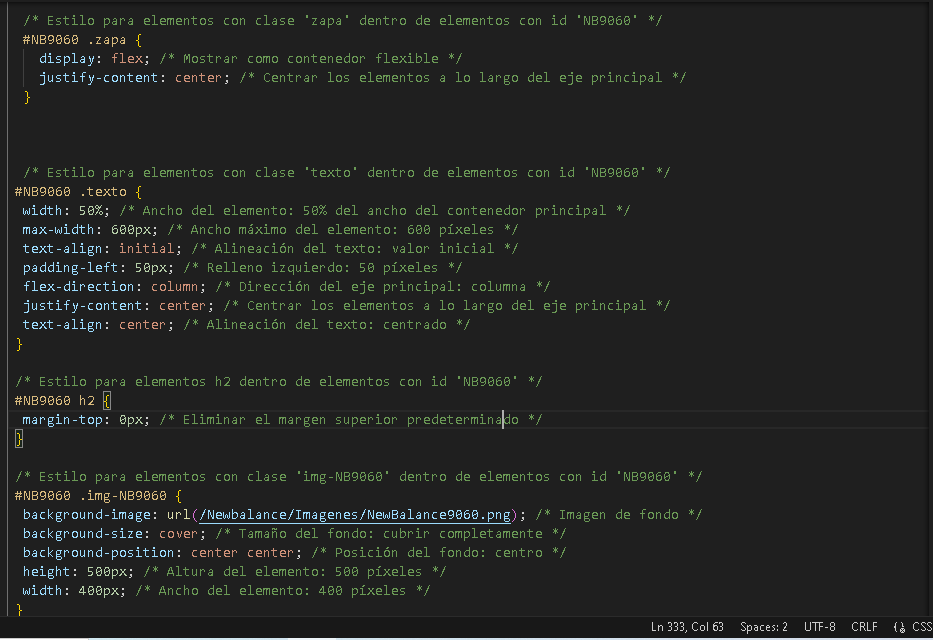 /* Estilo para elementos con clase 'zapa' dentro de elementos con id 'NB9060' */
#NB9060 .zapa {
display: flex; /* Mostrar como contenedor flexible */
justify-content: center; /* Centrar los elementos a lo largo del eje principal */
}
/* Estilo para elementos con clase 'texto' dentro de elementos con id 'NB9060' */
#NB9060 .texto {
width: 50%; /* Ancho del elemento: 50% del ancho del contenedor principal */
max-width: 600px; /* Ancho máximo del elemento: 600 píxeles */
text-align: initial; /* Alineación del texto: valor inicial */
padding-left: 50px; /* Relleno izquierdo: 50 píxeles */
flex-direction: column; /* Dirección del eje principal: columna */
justify-content: center; /* Centrar los elementos a lo largo del eje principal */
text-align: center; /* Alineación del texto: centrado */
}
/* Estilo para elementos h2 dentro de elementos con id 'NB9060' */
#NB9060 h2 {
margin-top: 0px; /* Eliminar el margen superior predeterminado */
}
/* Estilo para elementos con clase 'img-NB9060' dentro de elementos con id 'NB9060' */
#NB9060 .img-NB9060 {
background-image: url(/Newbalance/Imagenes/NewBalance9060.png); /* Imagen de fondo */
background-size: cover; /* Tamaño del fondo: cubrir completamente */
background-position: center center; /* Posición del fondo: centro */
height: 500px; /* Altura del elemento: 500 píxeles */
width: 400px; /* Ancho del elemento: 400 píxeles */
}
Ln 333, Col 63 Spaces: 2 UTF-8 CRLF CSS